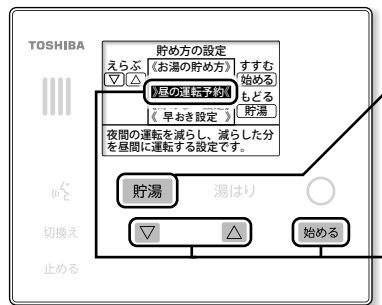 TOSHIBA
貯め方の設定
えらぶ
▽△
《お湯の貯め方》
すすむ
始める
》昼の運転予約《
もどる
貯湯
《 早おき設定 》
夜間の運転を減らし、減らした分
を昼間に運転する設定です。
貯湯
湯はり
切換え
▽
△
始める
止める